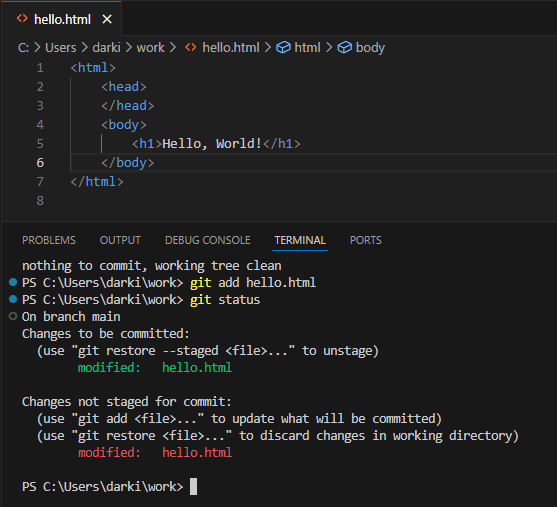 hello.html
C: > Users > darki > work > hello.html > html > body
1 <html>
2     <head>
3     </head>
4     <body>
5         <h1>Hello, World!</h1>
6     </body>
7 </html>
8
PROBLEMS OUTPUT DEBUG CONSOLE TERMINAL PORTS
nothing to commit, working tree clean
PS C:\Users\darki\work> git add hello.html
PS C:\Users\darki\work> git status
On branch main
Changes to be committed:
  (use "git restore --staged <file>..." to unstage)
        modified:   hello.html

Changes not staged for commit:
  (use "git add <file>..." to update what will be committed)
  (use "git restore <file>..." to discard changes in working directory)
        modified:   hello.html

PS C:\Users\darki\work>